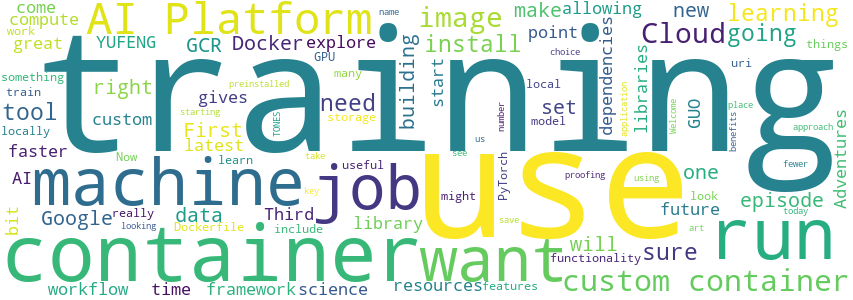 come
compute
AI Platform
image
make
allowing
name
new
learning
work
great
YUFENG
GCR
Docker
explore
install
point
Cloud
going
many
GPU
choice
things
something
train
tool
right
gives
preinstalled
need
building
start
local
dependencies
libraries
uri
locally
custom
First
starting
storage
set
model
GUO
application
Welcome
place
approach
training
TONES
latest
number
benefits
fewer
faster
Now
learn
take
useful
us
see
proofing
using
one
look
Adventures
AI
machine
job
use
might
PyTorch
today
episode
Google
really
data
Third
key
save
art
future
run
blt
looking
Dockerfile
include
library
will
sure
container
want
functionality
workflow
time
framework
science
resources
features
custom container